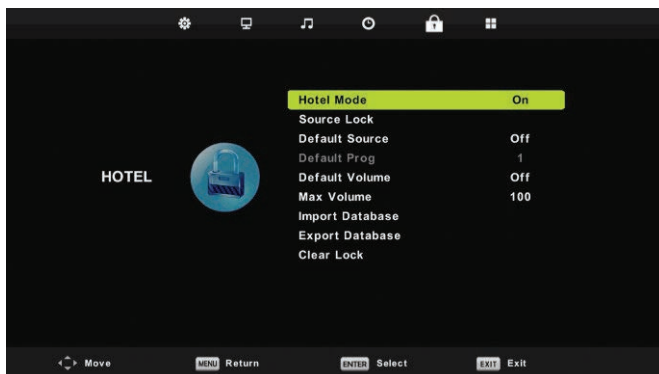 Hotel Mode On
Source Lock
Default Source Off
Default Prog 1
HOTEL
Default Volume Off
Max Volume 100
Import Database
Export Database
Clear Lock
Move
MENU Return
ENTER Select
EXIT Exit